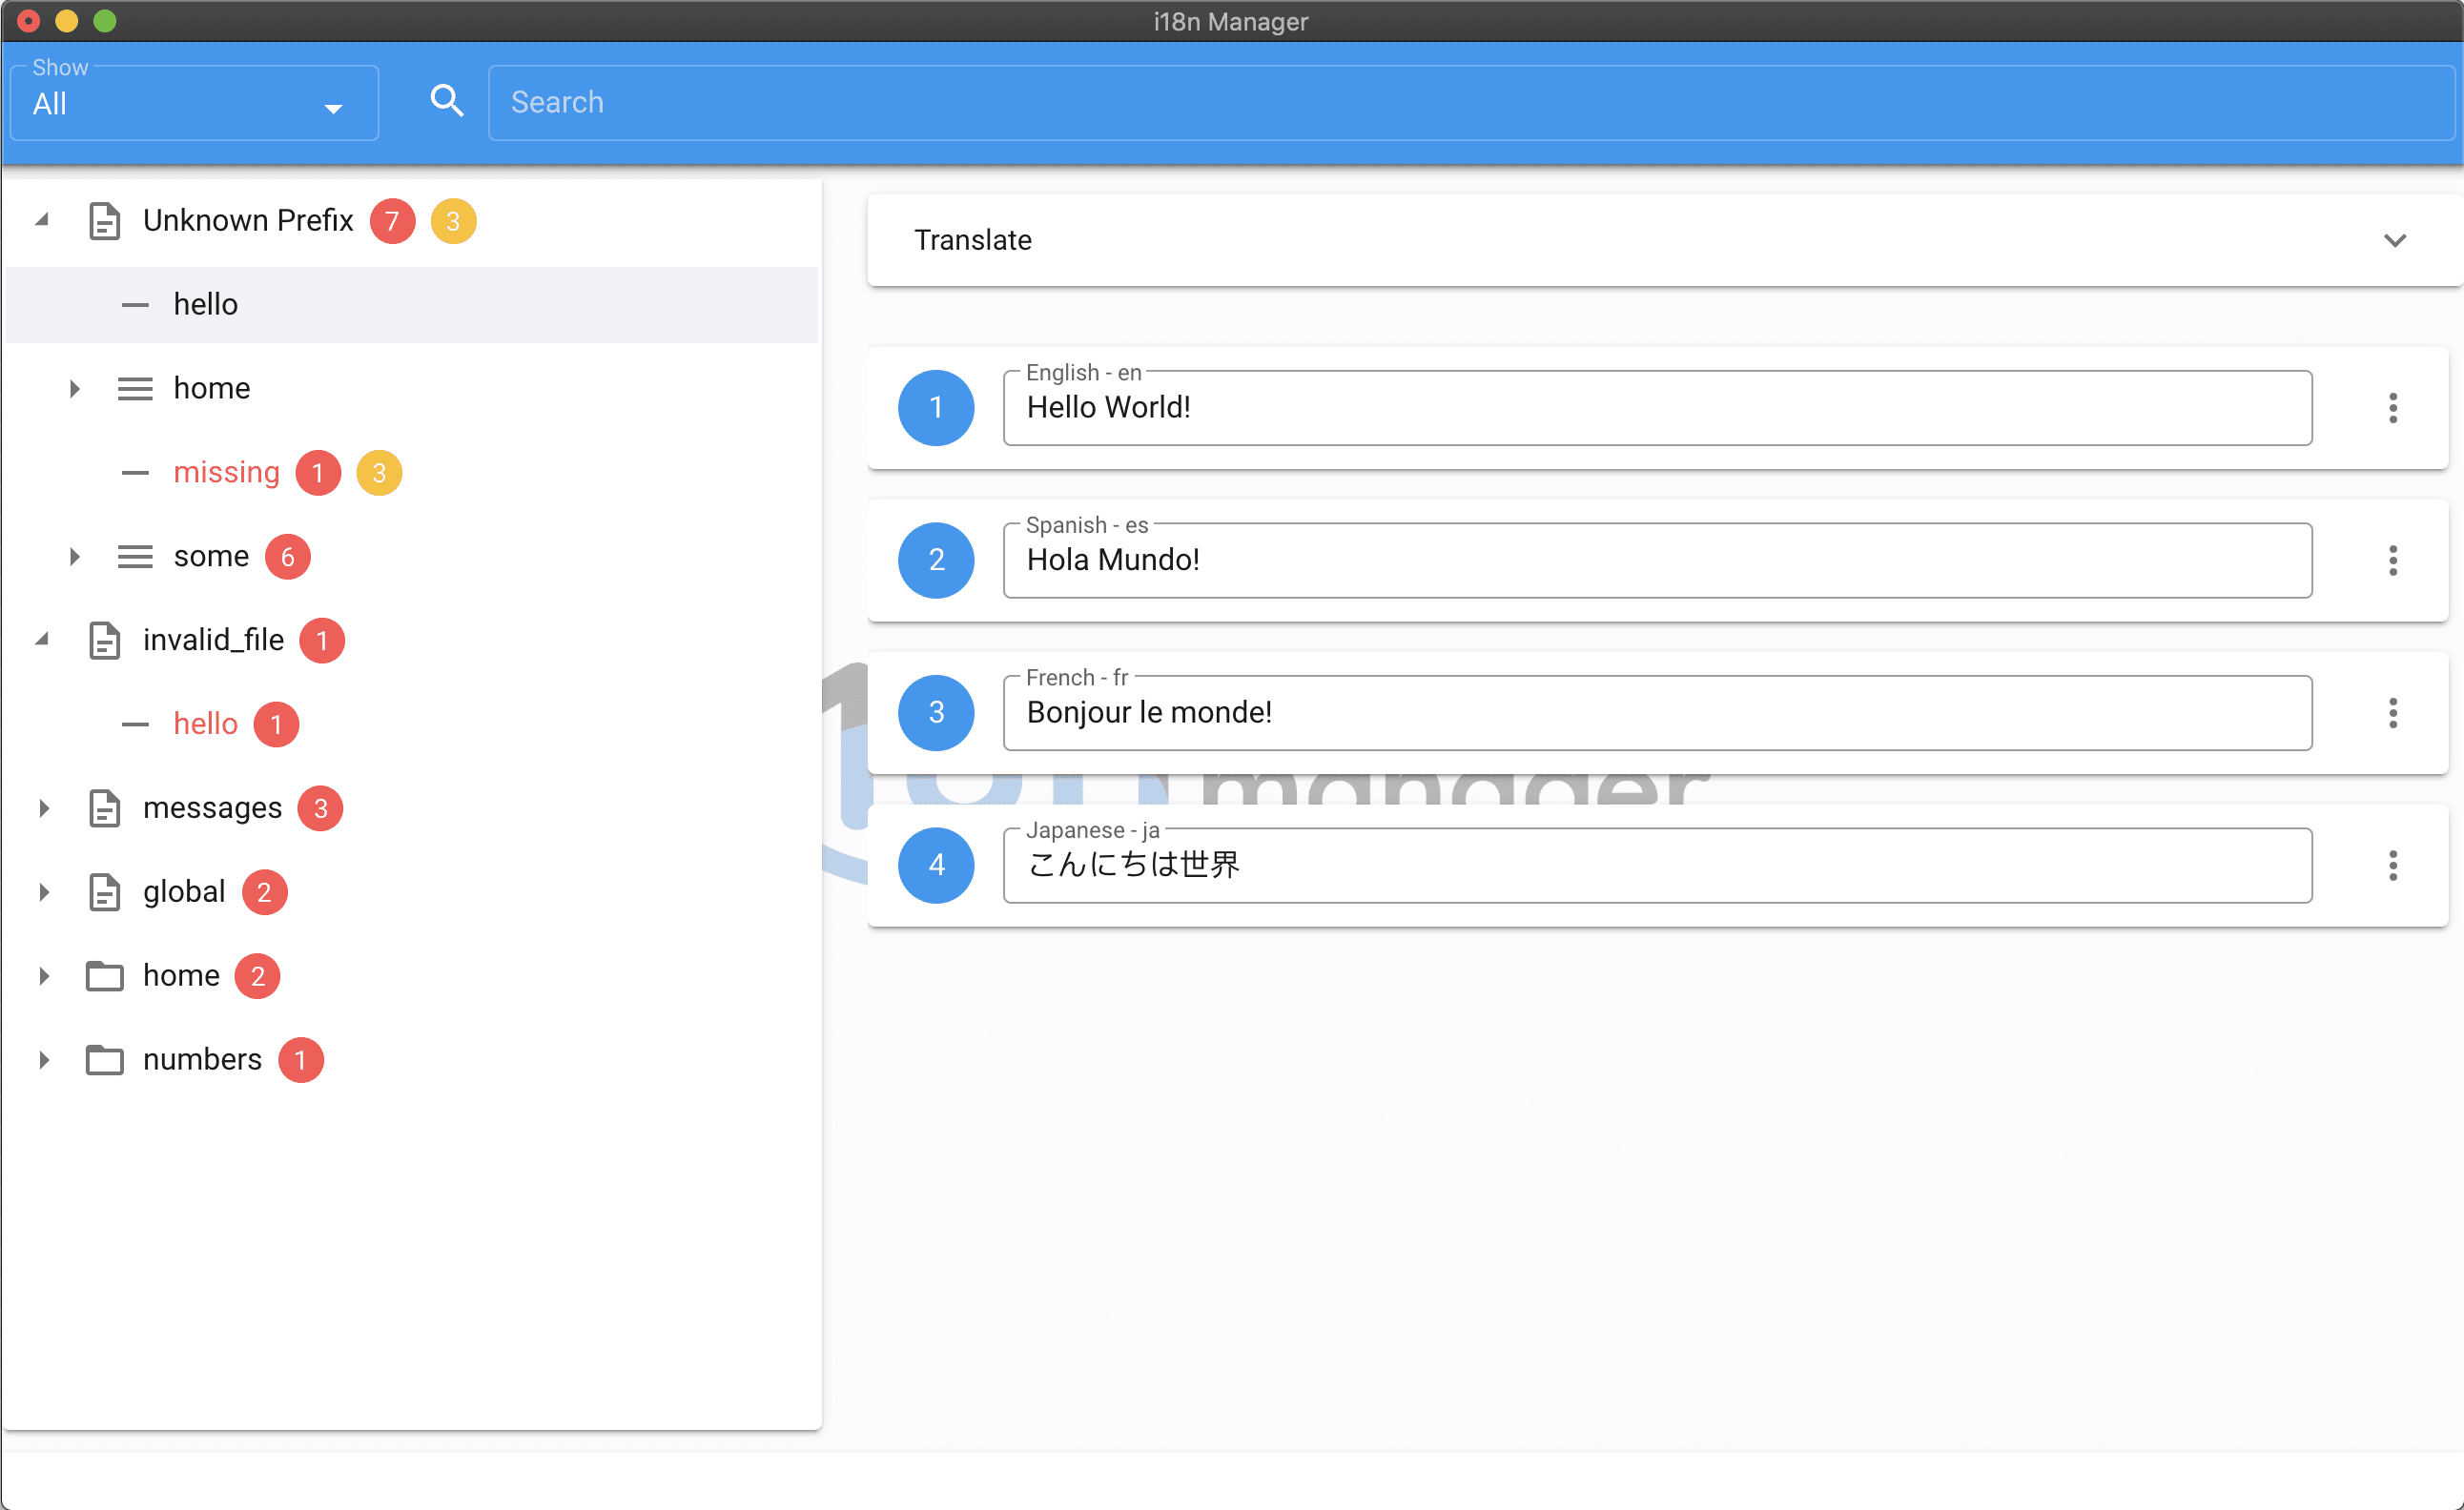 i18n Manager
Show
All
Search
Unknown Prefix 7 3
hello
home
missing 1 3
some 6
invalid_file 1
hello 1
messages 3
global 2
home 2
numbers 1
Translate
1 English - en
Hello World!
2 Spanish - es
Hola Mundo!
3 French - fr
Bonjour le monde!
18n manager
4 Japanese - ja
こんにちは世界